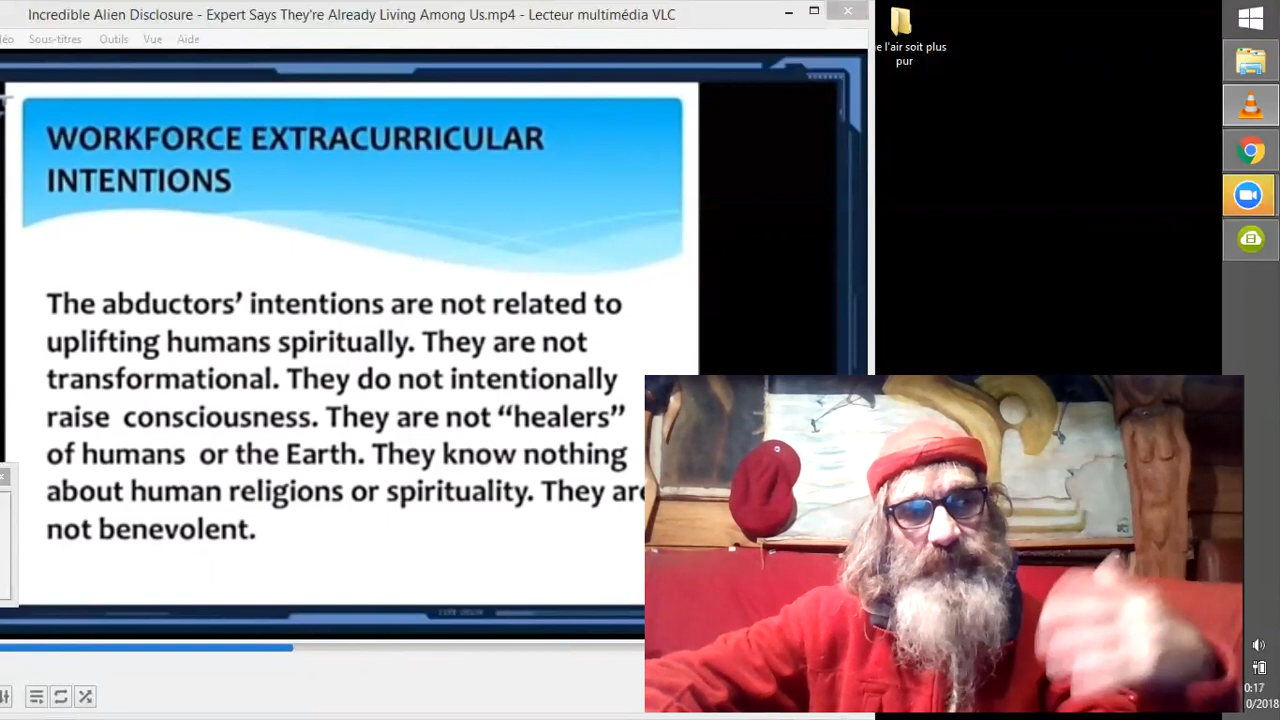 Incredible Alien Disclosure - Expert Says They're Already Living Among Us.mp4 - Lecteur multimédia VLC
Sous-titres Outils Vue Aide
e l'air soit plus
pur
WORKFORCE EXTRACURRICULAR
INTENTIONS
The abductors' intentions are not related to
uplifting humans spiritually. They are not
transformational. They do not intentionally
raise consciousness. They are not “healers”
of humans or the Earth. They know nothing
about human religions or spirituality. They are
not benevolent.
0:17
0/2018